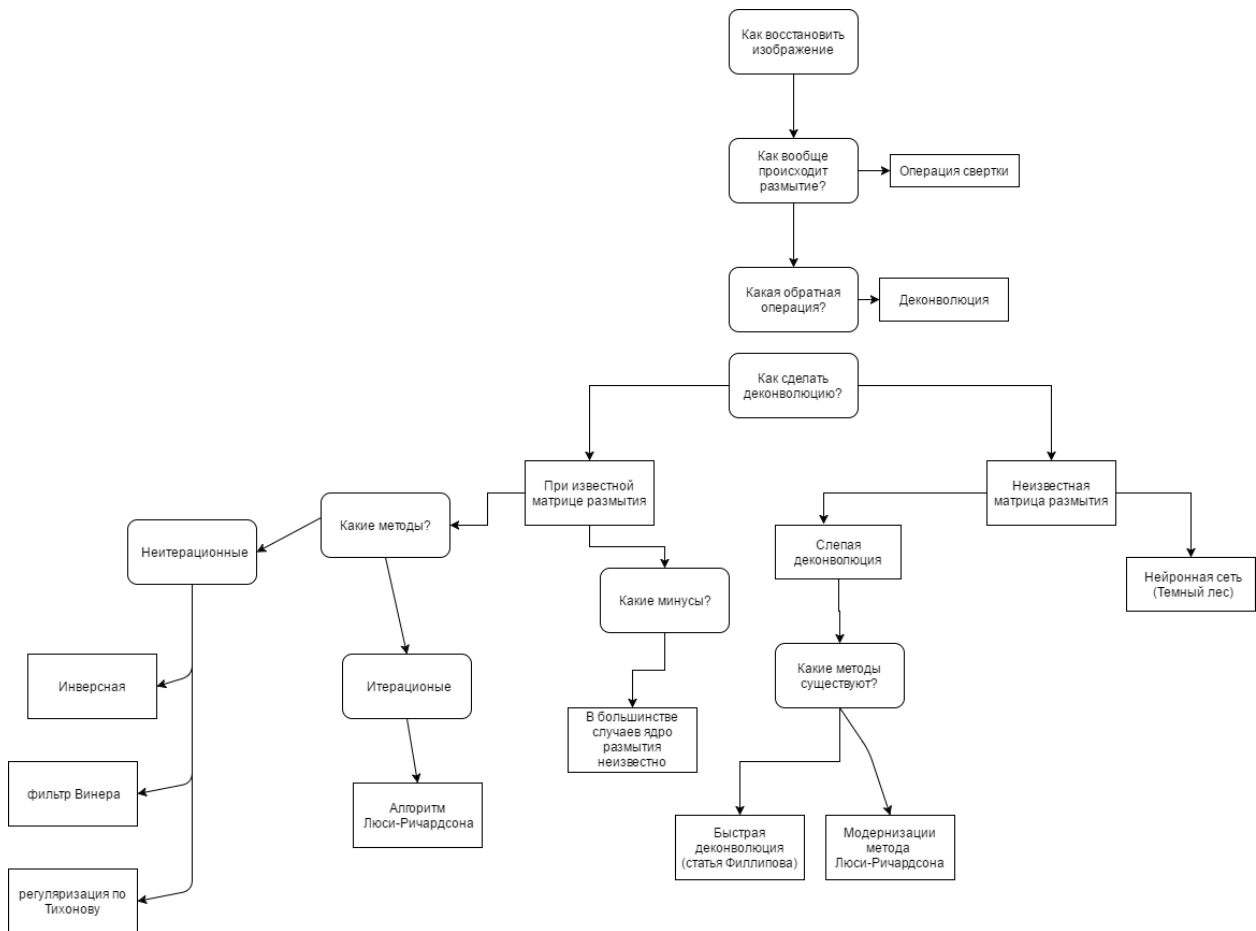 Как восстановить
изображение
Как вообще
происходит
размытие?
Операция свертки
Какая обратная
операция?
Деконволюция
Как сделать
деконволюцию?
При известной
матрице размытия
Неизвестная
матрица размытия
Какие методы?
Неитерационные
Слепая
деконволюция
Нейронная сеть
(Темный лес)
Какие минусы?
Инверсная
Итерационые
Какие методы
существуют?
В большинстве
случаев ядро
размытия
неизвестно
фильтр Винера
Алгоритм
Люси-Ричардсона
Быстрая
деконволюция
(статья Филлипова)
Модернизации
метода
Люси-Ричардсона
регуляризация по
Тихонову